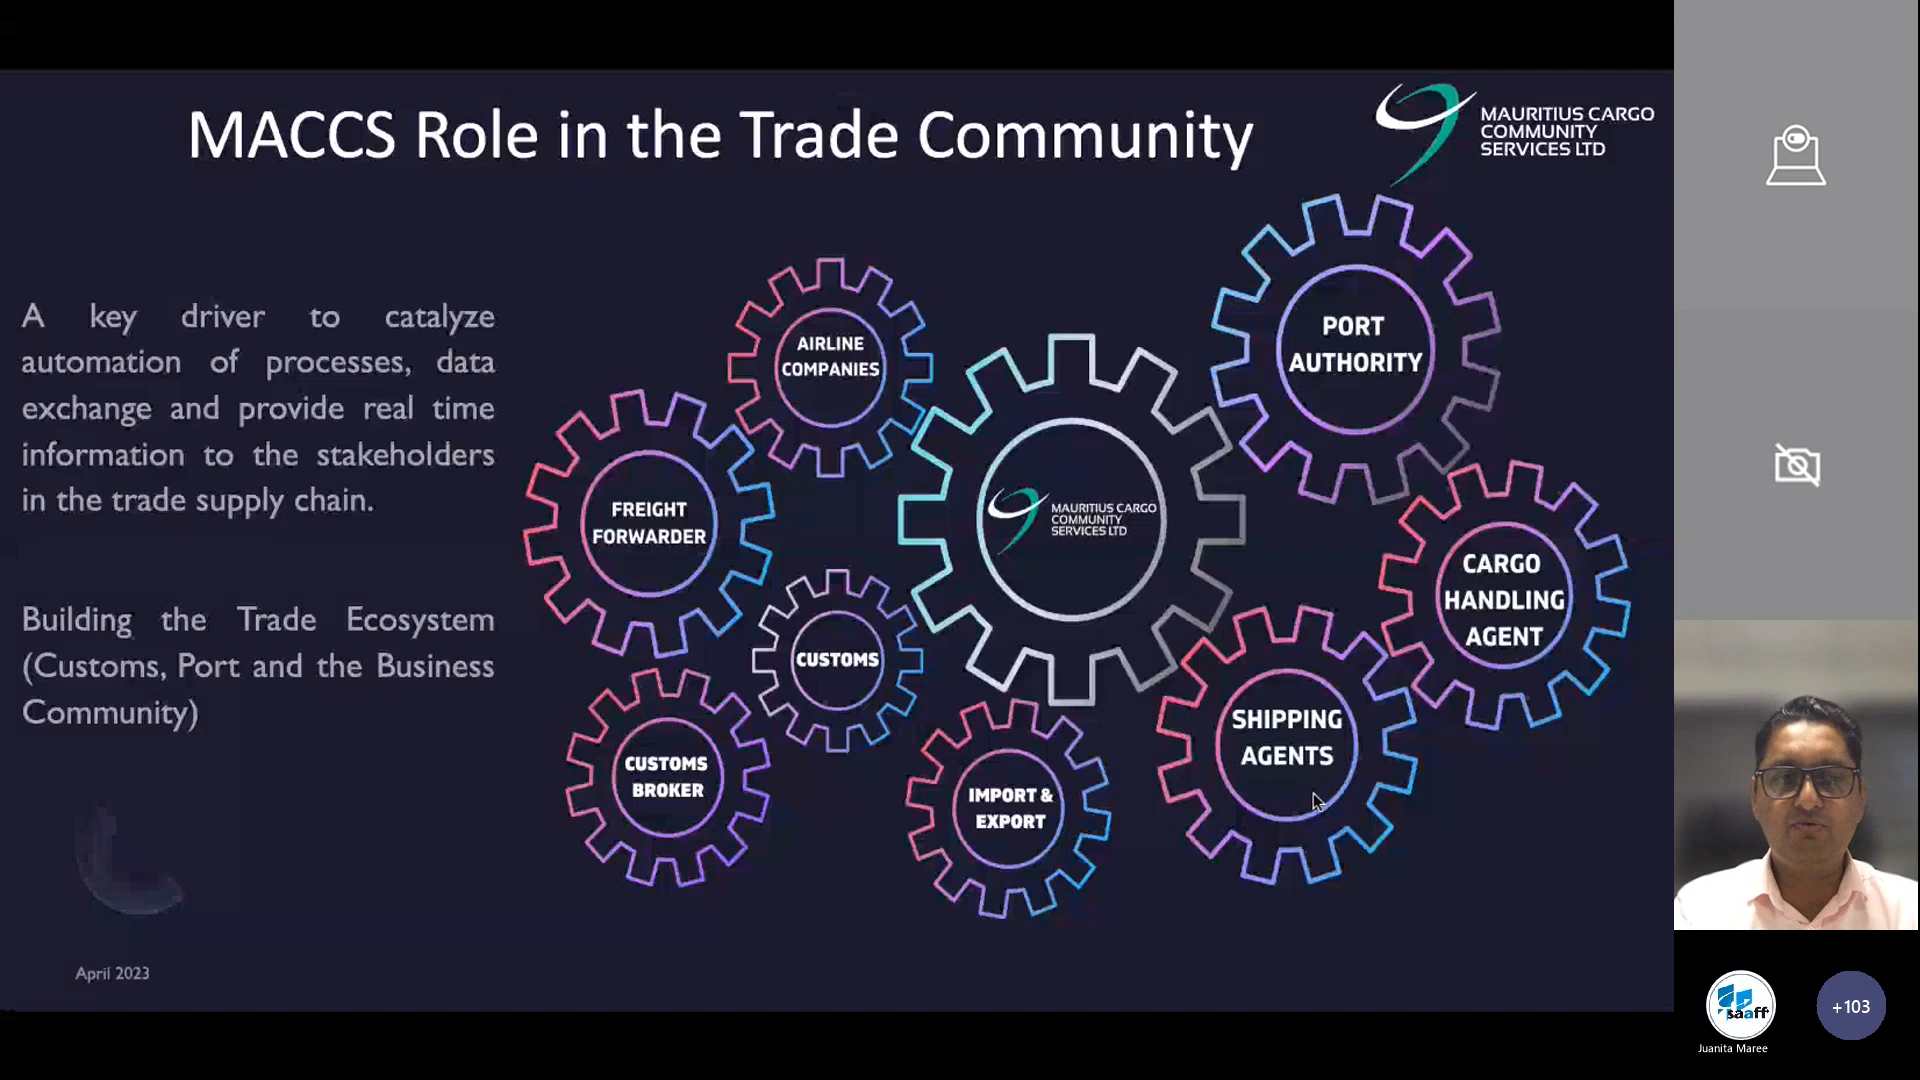 MACCS Role in the Trade Community
MAURITIUS CARGO
COMMUNITY
SERVICES LTD
A key driver to catalyze
automation of processes, data
exchange and provide real time
information to the stakeholders
in the trade supply chain.
Building the Trade Ecosystem
(Customs, Port and the Business
Community)
AIRLINE
COMPANIES
PORT
AUTHORITY
FREIGHT
FORWARDER
MAURITIUS CARGO
COMMUNITY
SERVICES LTD
CARGO
HANDLING
AGENT
CUSTOMS
SHIPPING
AGENTS
CUSTOMS
BROKER
IMPORT &
EXPORT
April 2023
saaff
Juanita Maree
+103